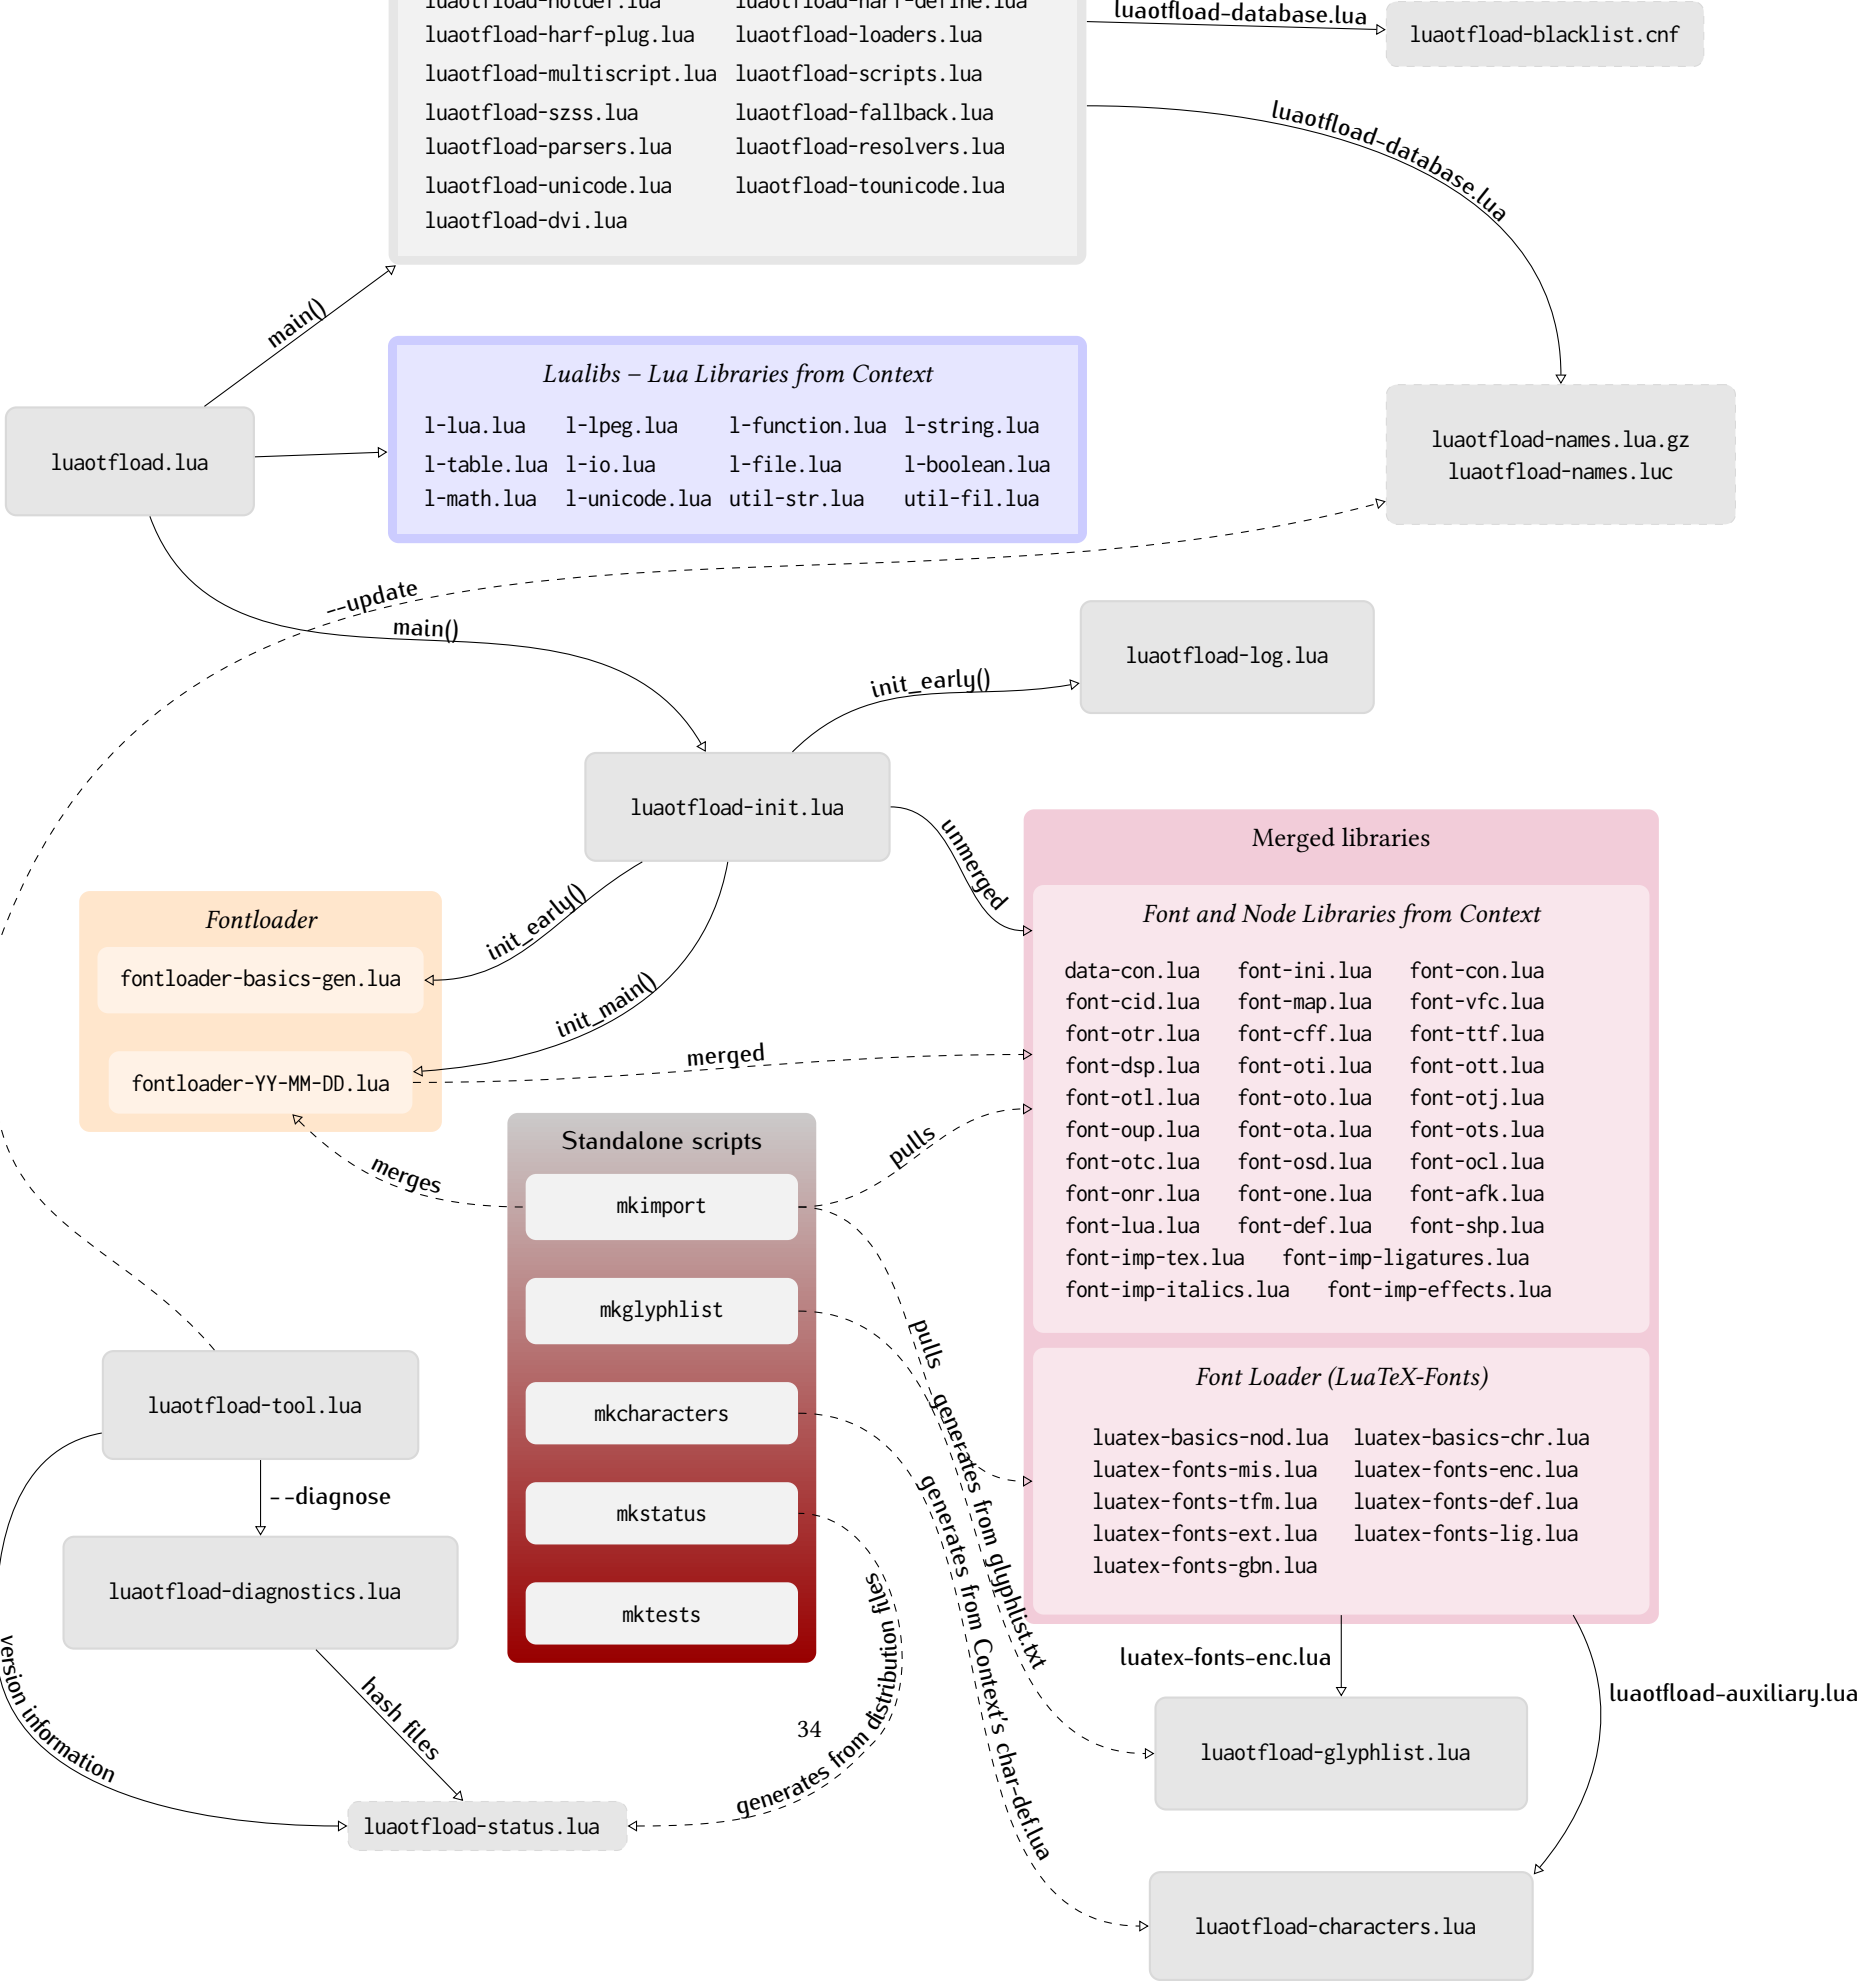 luaotfload-notdef.lua luaotfload-harf-define.lua
luaotfload-harf-plug.lua luaotfload-loaders.lua
luaotfload-multiscript.lua luaotfload-scripts.lua
luaotfload-szss.lua luaotfload-fallback.lua
luaotfload-parsers.lua luaotfload-resolvers.lua
luaotfload-unicode.lua luaotfload-tounicode.lua
luaotfload-dvi.lua
luaotfload-database.lua
luaotfload-blacklist.cnf
luaotfload-database.lua
main()
luaotfload.lua
Lualibs – Lua Libraries from Context
l-lua.lua l-lpeg.lua l-function.lua l-string.lua
l-table.lua l-io.lua l-file.lua l-boolean.lua
l-math.lua l-unicode.lua util-str.lua util-fil.lua
luaotfload-names.lua.gz
luaotfload-names.luc
--update
main()
luaotfload-log.lua
init_early()
luaotfload-init.lua
unmerged
init_early()
init_main()
Fontloader
fontloader-basics-gen.lua
fontloader-YY-MM-DD.lua
merged
merges
Merged libraries
Font and Node Libraries from Context
data-con.lua font-ini.lua font-con.lua
font-cid.lua font-map.lua font-vfc.lua
font-otr.lua font-cff.lua font-ttf.lua
font-dsp.lua font-oti.lua font-ott.lua
font-otl.lua font-oto.lua font-otj.lua
font-oup.lua font-ota.lua font-ots.lua
font-otc.lua font-osd.lua font-ocl.lua
font-onr.lua font-one.lua font-afk.lua
font-lua.lua font-def.lua font-shp.lua
font-imp-tex.lua font-imp-ligatures.lua
font-imp-italics.lua font-imp-effects.lua
Font Loader (LuaTeX-Fonts)
luatex-basics-nod.lua luatex-basics-chr.lua
luatex-fonts-mis.lua luatex-fonts-enc.lua
luatex-fonts-tfm.lua luatex-fonts-def.lua
luatex-fonts-ext.lua luatex-fonts-lig.lua
luatex-fonts-gbn.lua
Standalone scripts
mkimport
mkglyphlist
mkcharacters
mkstatus
mktests
pulls
pulls
generates from glyphlist.txt
generates from Context's char-def.lua
generates from distribution files
luaotfload-tool.lua
--diagnose
luaotfload-diagnostics.lua
version information
hash files
luaotfload-status.lua
34
luatex-fonts-enc.lua
luaotfload-auxiliary.lua
luaotfload-glyphlist.lua
luaotfload-characters.lua